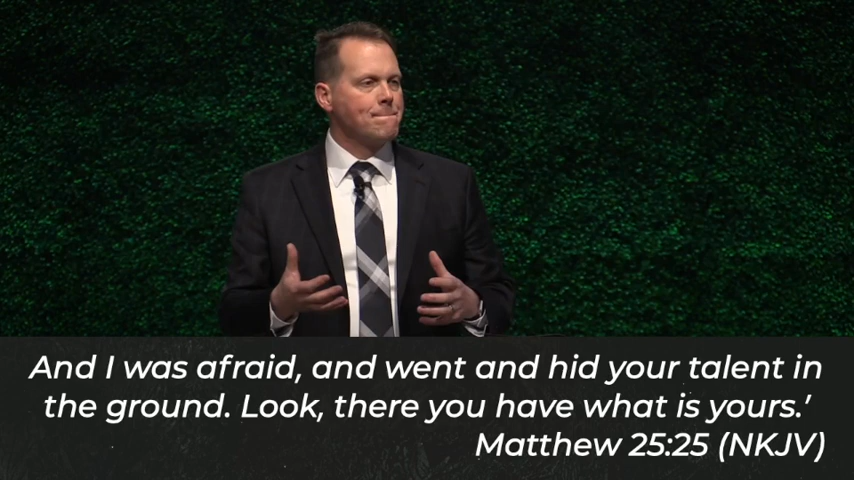 And I was afraid, and went and hid your talent in
the ground. Look, there you have what is yours.’
Matthew 25:25 (NKJV)